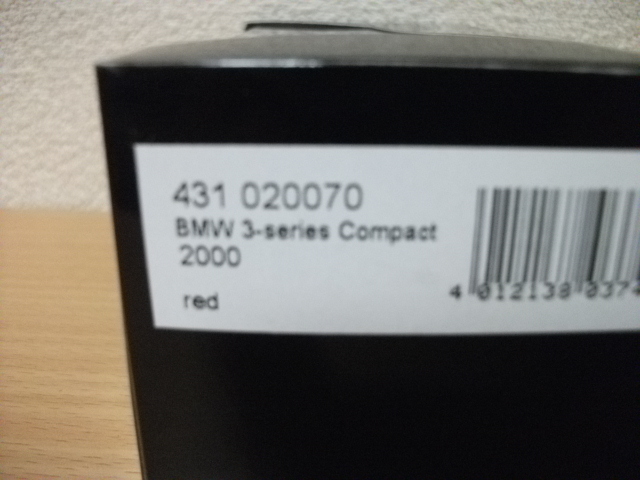 431 020070
BMW 3-series Compact
2000
red
4 012138 0374